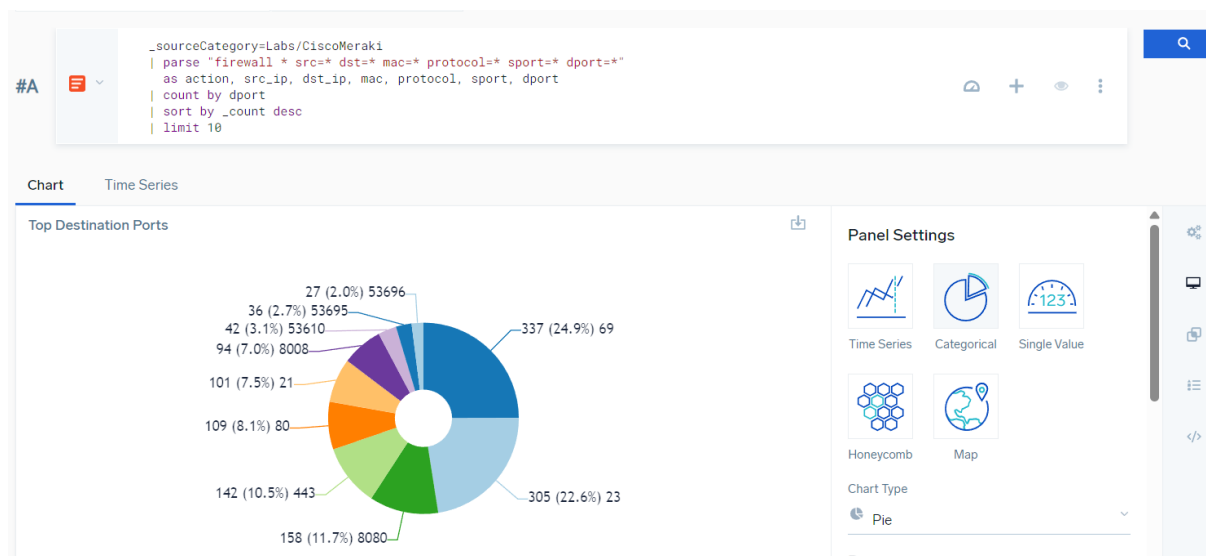 #A
_sourceCategory=Labs/CiscoMeraki
| parse "firewall * src=* dst=* mac=* protocol=* sport=* dport=*"
as action, src_ip, dst_ip, mac, protocol, sport, dport
| count by dport
| sort by _count desc
| limit 10
Chart
Time Series
Top Destination Ports
27 (2.0%) 53696
36 (2.7%) 53695
42 (3.1%) 53610
94 (7.0%) 8008
101 (7.5%) 21
109 (8.1%) 80
142 (10.5%) 443
158 (11.7%) 8080
337 (24.9%) 69
305 (22.6%) 23
Panel Settings
123
Time Series
Categorical
Single Value
Honeycomb
Map
Chart Type
Pie